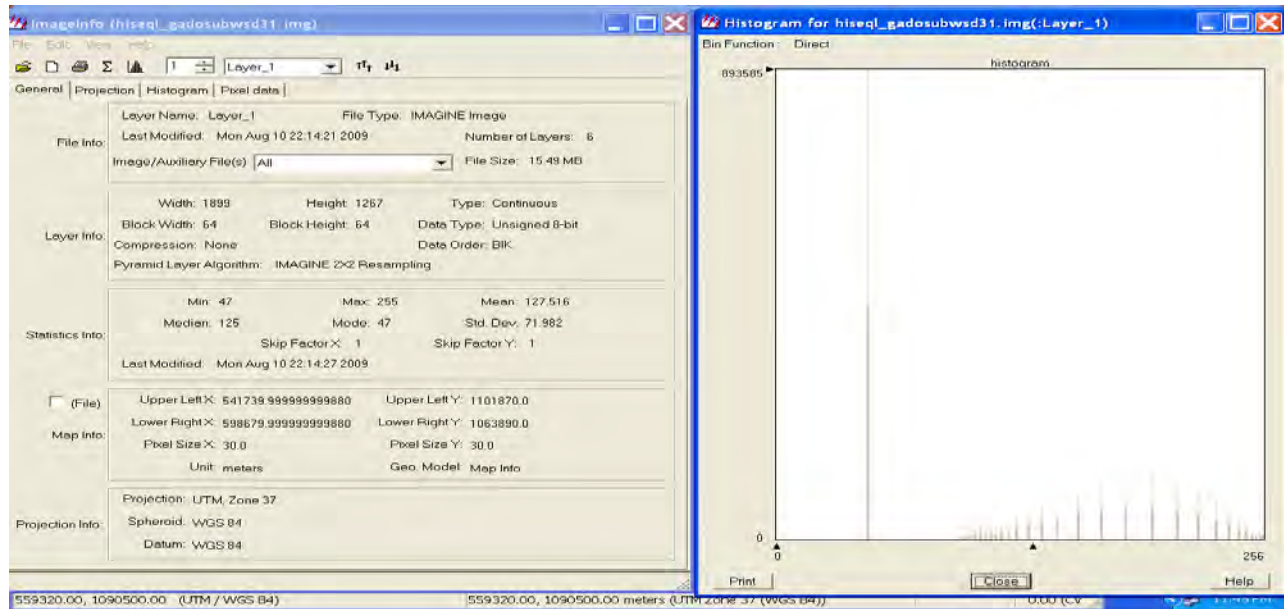 ImageInfo (hiseql_gadosubwsd31.img)
File Edit View Help
Σ 1 Layer_1
General Projection Histogram Pixel data
File Info:
Layer Name: Layer_1 File Type: IMAGINE Image
Last Modified: Mon Aug 10 22:14:21 2009 Number of Layers: 6
Image/Auxiliary File(s) All File Size: 15.49 MB
Layer Info:
Width: 1899 Height: 1267 Type: Continuous
Block Width: 64 Block Height: 64 Data Type: Unsigned 8-bit
Compression: None Data Order: BIK
Pyramid Layer Algorithm: IMAGINE 2X2 Resampling
Statistics Info:
Min: 47 Max: 255 Mean: 127.516
Median: 125 Mode: 47 Std. Dev: 71.982
Skip Factor X: 1 Skip Factor Y: 1
Last Modified: Mon Aug 10 22:14:27 2009
(File)
Map Info:
Upper Left X: 541739.999999999880 Upper Left Y: 1101870.0
Lower Right X: 598679.999999999880 Lower Right Y: 1063890.0
Pixel Size X: 30.0 Pixel Size Y: 30.0
Unit: meters Geo. Model: Map Info
Projection Info:
Projection: UTM, Zone 37
Spheroid: WGS 84
Datum: WGS 84
559320.00, 1090500.00 (UTM / WGS 84)
559320.00, 1090500.00 meters (UTM Zone 37 (WGS 84))
0.00 (CV
Histogram for hiseql_gadosubwsd31.img(:Layer_1)
Bin Function: Direct
histogram
893585
0
0 256
Print Close Help